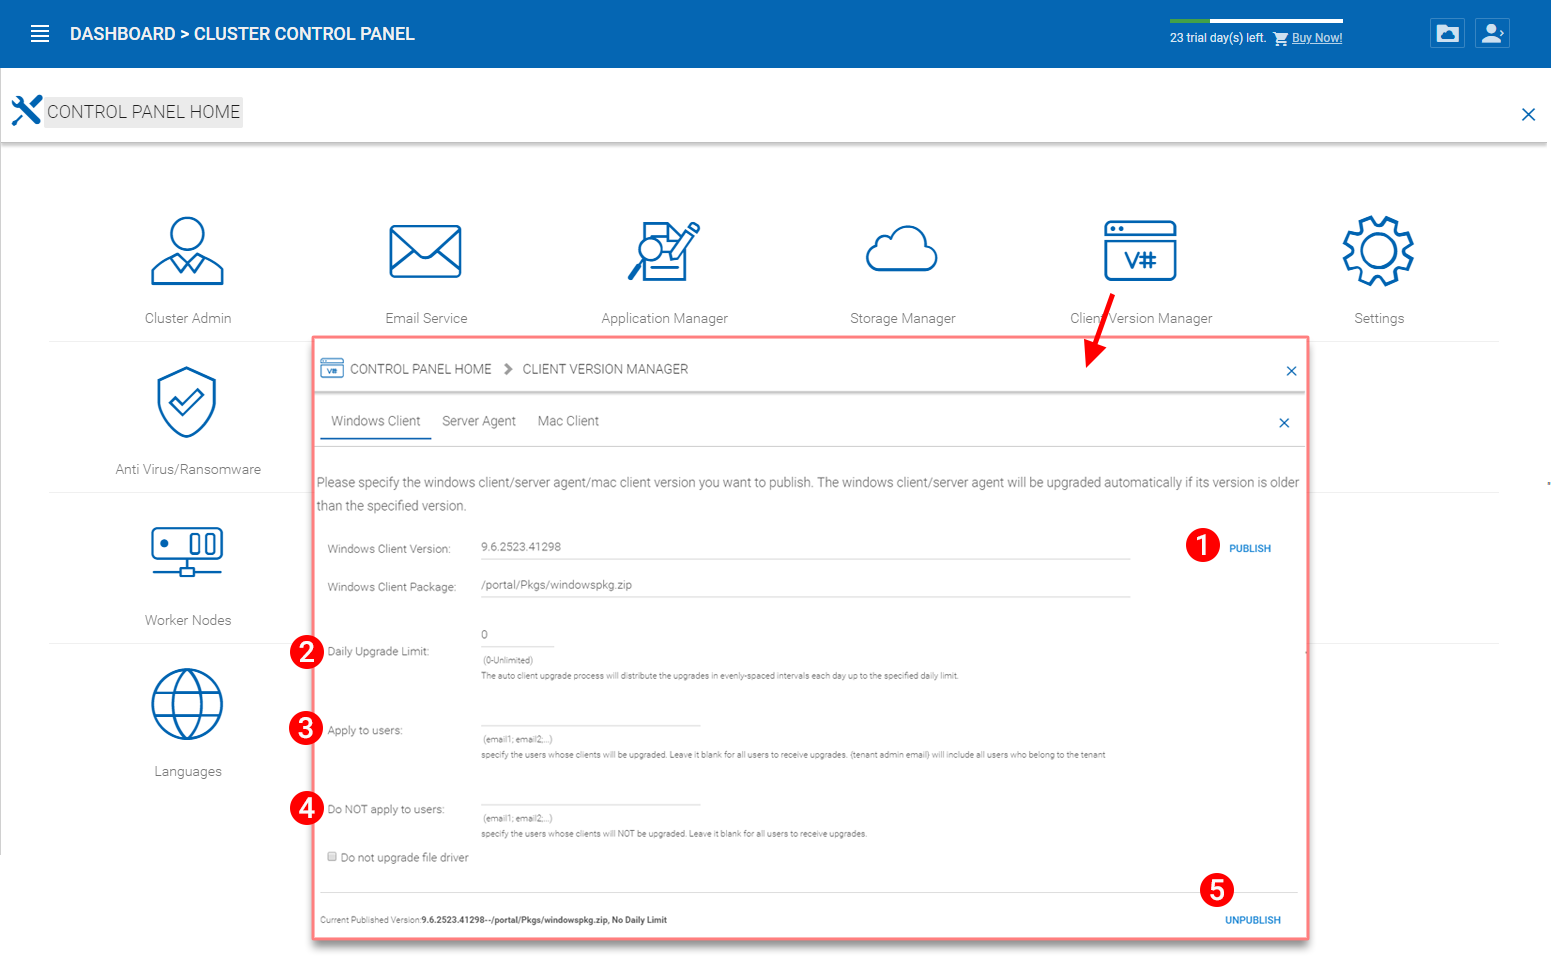 DASHBOARD > CLUSTER CONTROL PANEL
23 trial day(s) left. Buy Now!
CONTROL PANEL HOME
V#
Cluster Admin
Email Service
Application Manager
Storage Manager
Client Version Manager
Settings
V#
CONTROL PANEL HOME
CLIENT VERSION MANAGER
Windows Client
Server Agent
Mac Client
Anti Virus/Ransomware
Please specify the windows client/server agent/mac client version you want to publish. The windows client/server agent will be upgraded automatically if its version is older
than the specified version.
Windows Client Version:
9.6.2523.41298
1
PUBLISH
Windows Client Package:
/portal/Pkgs/windowspkg.zip
Worker Nodes
2
Daily Upgrade Limit:
0
(0-Unlimited)
The auto client upgrade process will distribute the upgrades in evenly-spaced intervals each day up to the specified daily limit.
3
Apply to users:
(email1; email2;...)
specify the users whose clients will be upgraded. Leave it blank for all users to receive upgrades. {tenant admin email} will include all users who belong to the tenant
Languages
4
Do NOT apply to users:
(email1; email2;...)
specify the users whose clients will NOT be upgraded. Leave it blank for all users to receive upgrades.
Do not upgrade file driver
5
Current Published Version:9.6.2523.41298--/portal/Pkgs/windowspkg.zip, No Daily Limit
UNPUBLISH